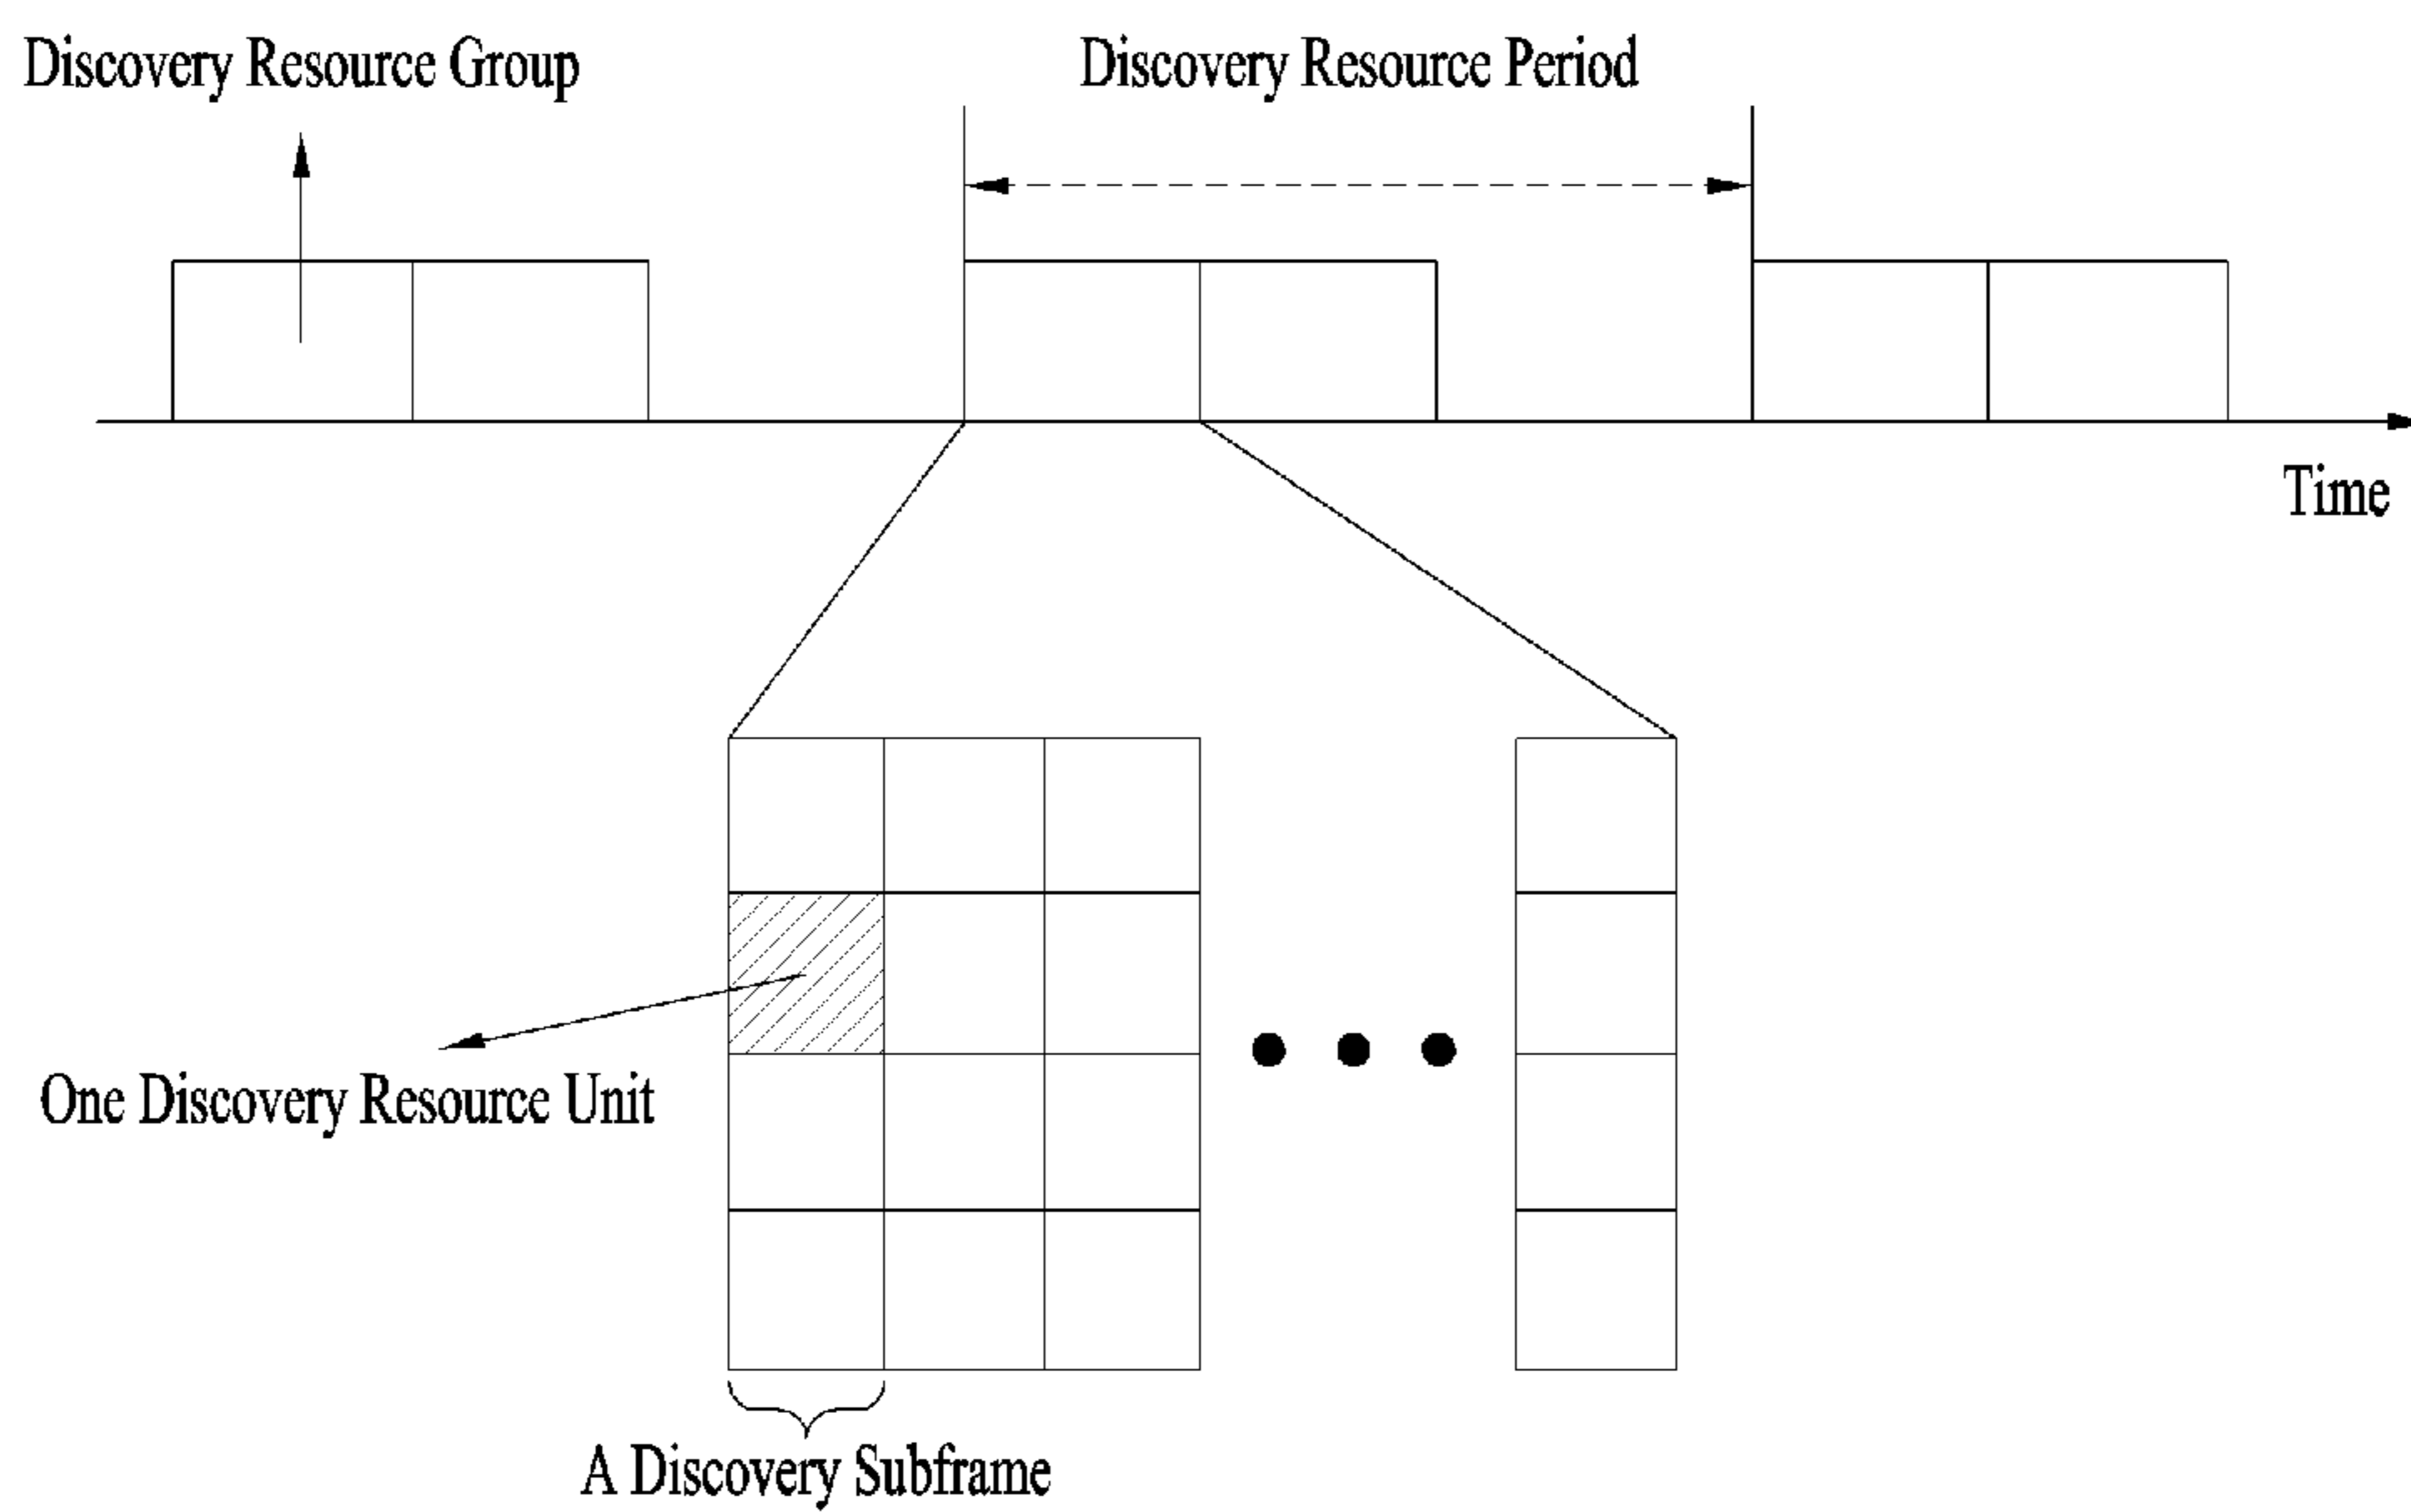 Discovery Resource Group
Discovery Resource Period
Time
One Discovery Resource Unit
A Discovery Subframe